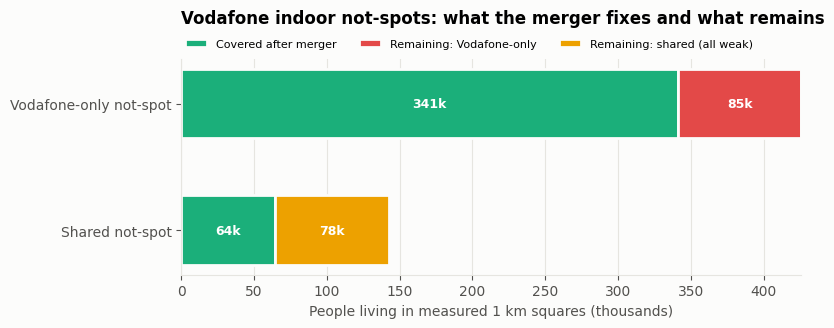 Vodafone indoor not-spots: what the merger fixes and what remains
Covered after merger Remaining: Vodafone-only Remaining: shared (all weak)
Vodafone-only not-spot 341k 85k
Shared not-spot 64k 78k
0 50 100 150 200 250 300 350 400
People living in measured 1 km squares (thousands)